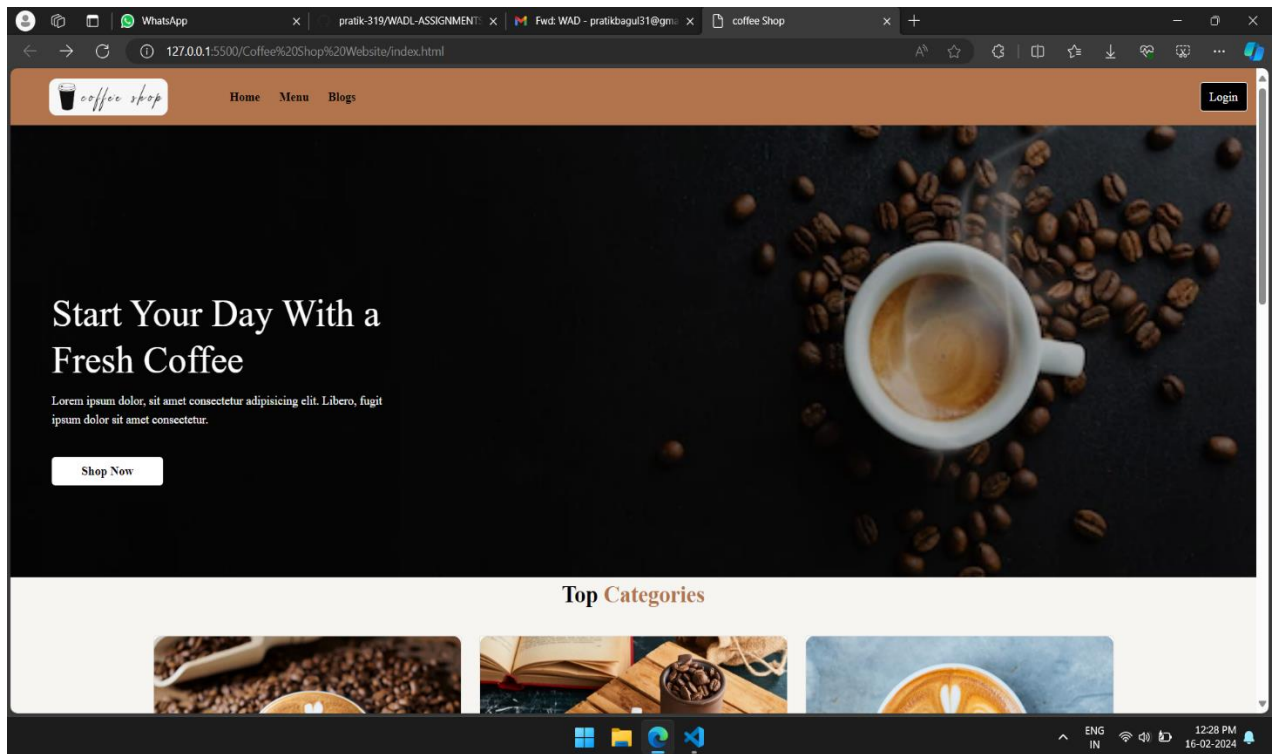 WhatsApp
pratik-319/WADL-ASSIGNMENTS
Fwd: WAD - pratikbagul31@gma
coffee Shop
127.0.0.1:5500/Coffee%20Shop%20Website/index.html
coffee shop
Home Menu Blogs
Login
Start Your Day With a
Fresh Coffee
Lorem ipsum dolor, sit amet consectetur adipisicing elit. Libero, fugit
ipsum dolor sit amet consectetur.
Shop Now
Top Categories
ENG
IN
12:28 PM
16-02-2024